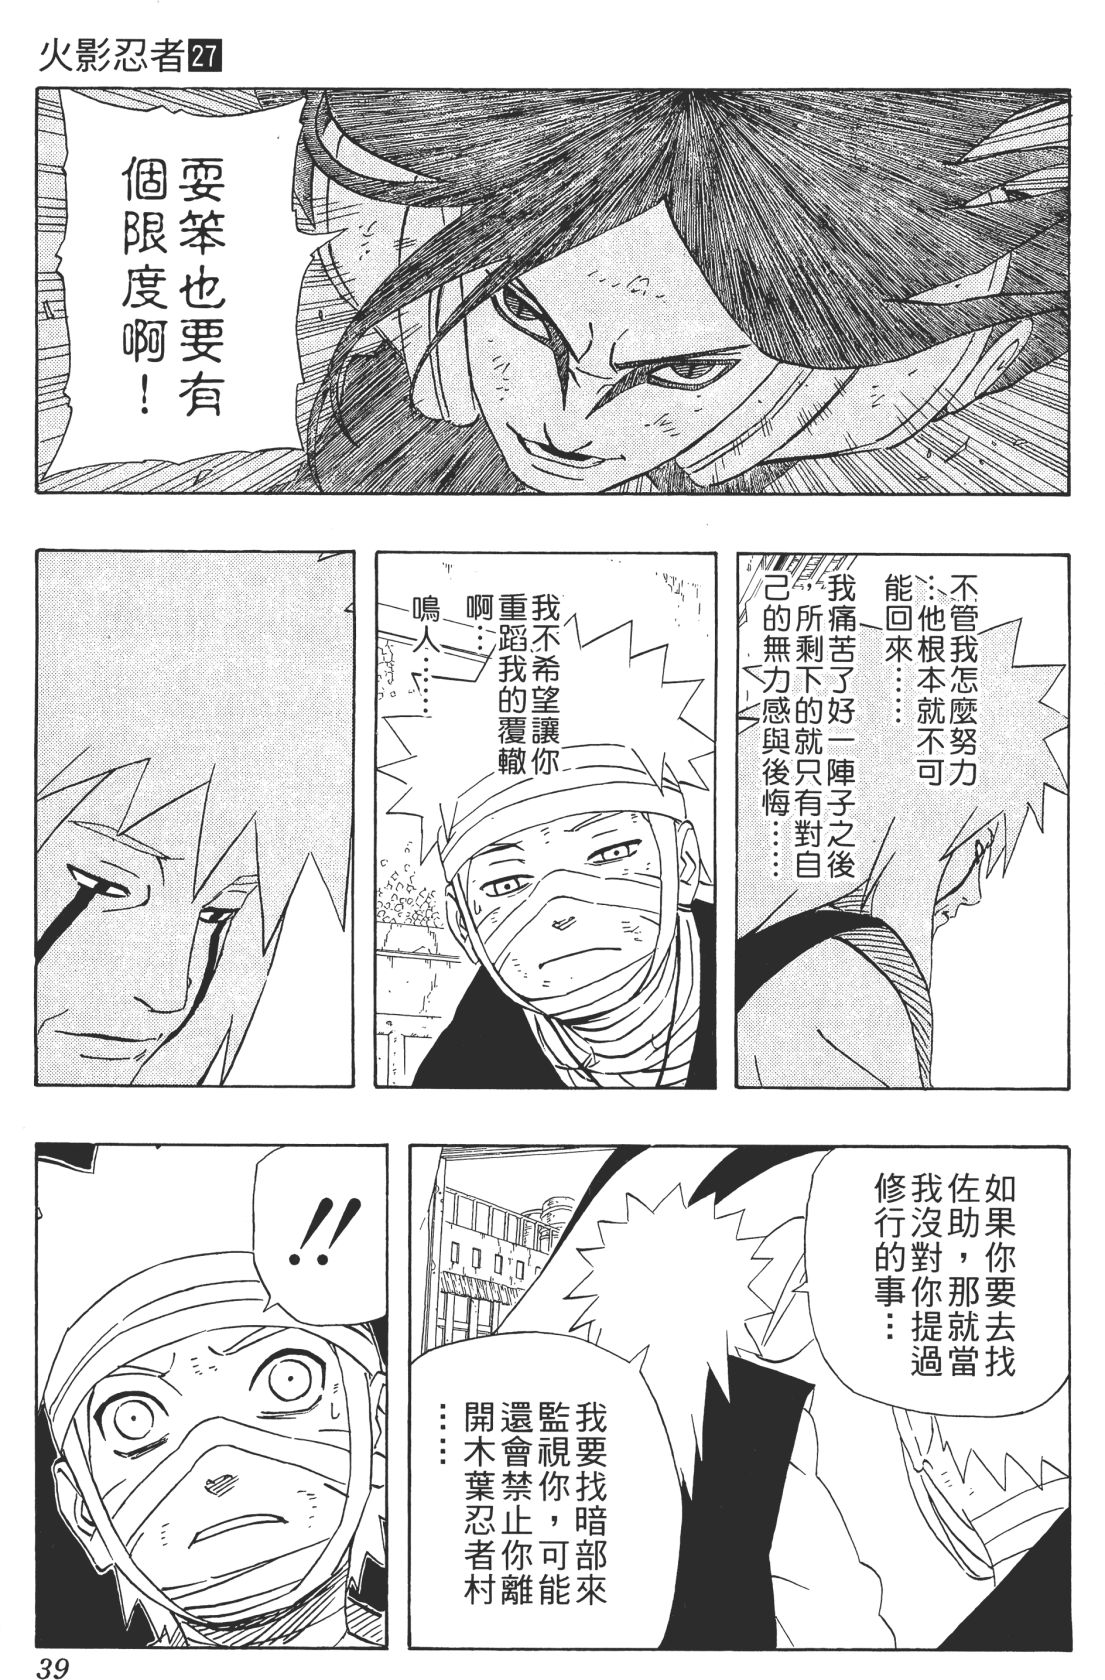 火影忍者27
耍笨也要有
個限度啊！
不管我怎麼努力
…他根本就不可
能回來……
我痛苦了好一陣子之後
，所剩下的就只有對自
己的無力感與後悔……
我不希望讓你
重蹈我的覆轍
啊…
鳴人……
如果你要去找
佐助，那就當
我沒對你提過
修行的事…
我要找暗部來
監視你，可能
還會禁止你離
開木葉忍者村
……
!!
39